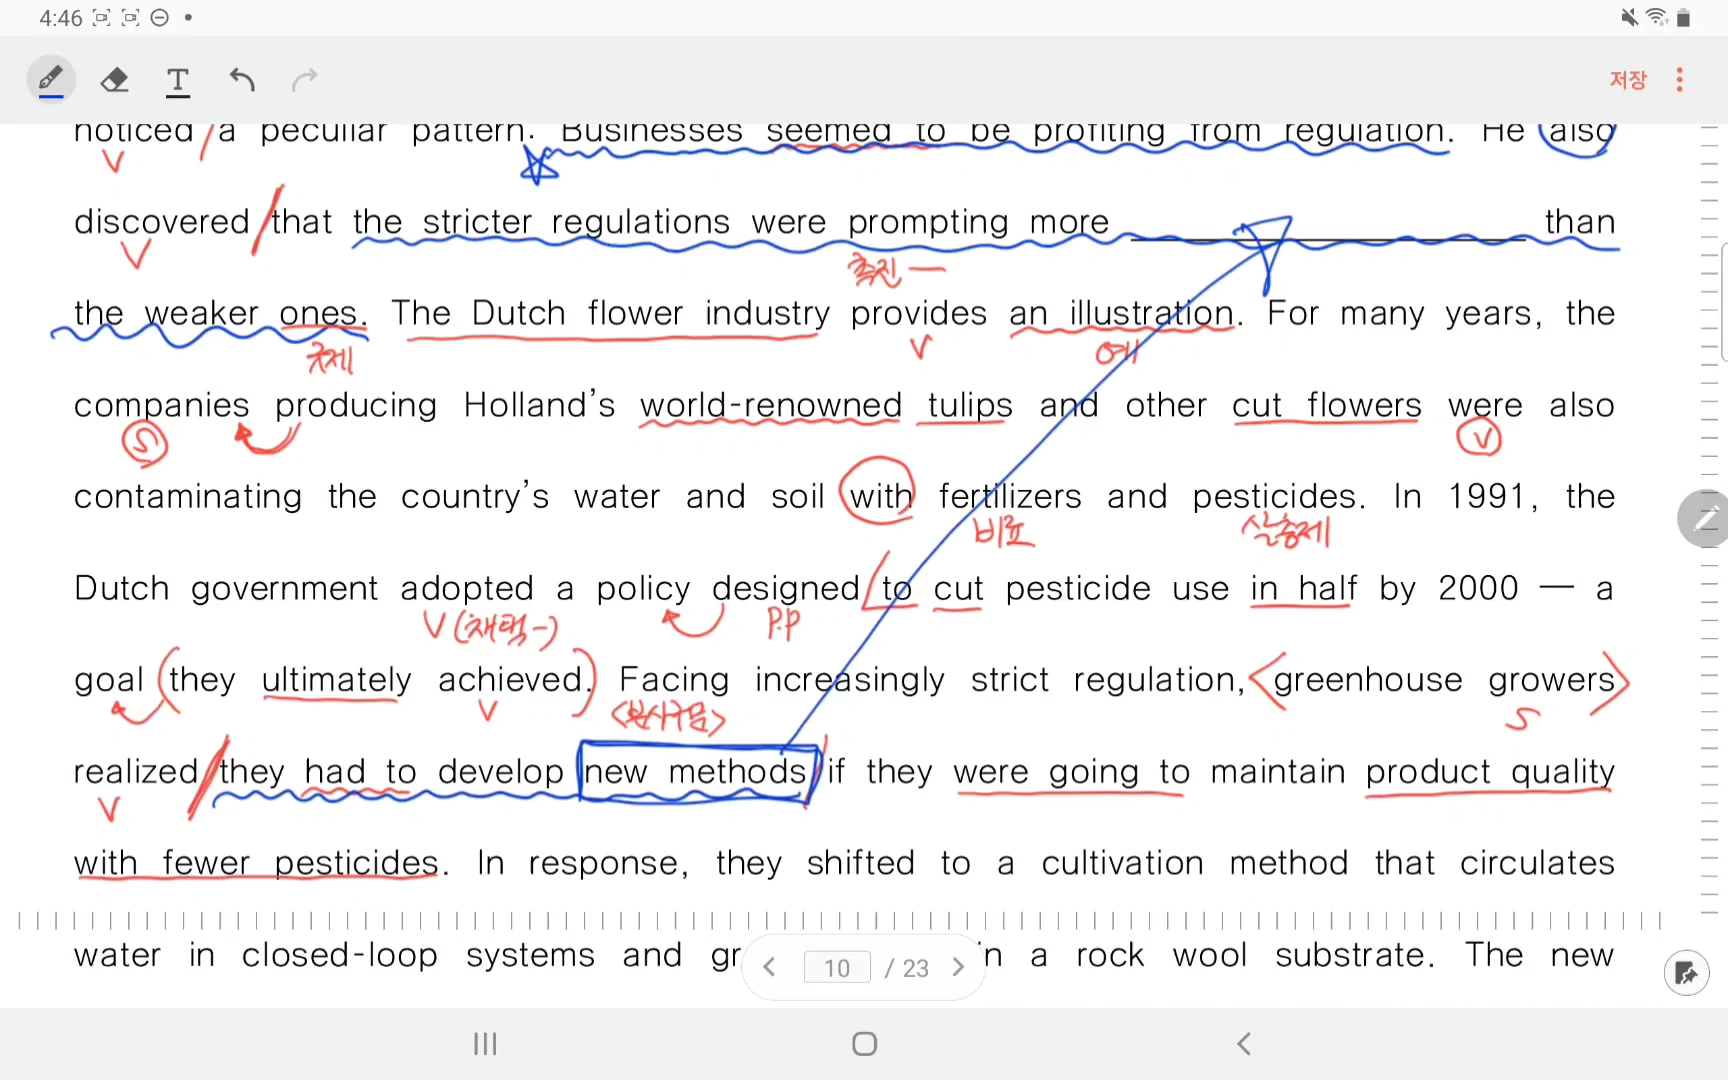 4:46
T
저장
noticed / a peculiar pattern. Businesses seemed to be profiting from regulation. He also
V
discovered / that the stricter regulations were prompting more ______ than
V
촉진—
the weaker ones. The Dutch flower industry provides an illustration. For many years, the
규제 V 예
companies producing Holland's world-renowned tulips and other cut flowers were also
S V
contaminating the country's water and soil with fertilizers and pesticides. In 1991, the
비료 살충제
Dutch government adopted a policy designed / to cut pesticide use in half by 2000 — a
V (채택-) P.P
goal (they ultimately achieved.) Facing increasingly strict regulation, <greenhouse growers>
V <분사구문> S
realized / they had to develop new methods / if they were going to maintain product quality
V
with fewer pesticides. In response, they shifted to a cultivation method that circulates
water in closed-loop systems and gr in a rock wool substrate. The new
< 10 / 23 >